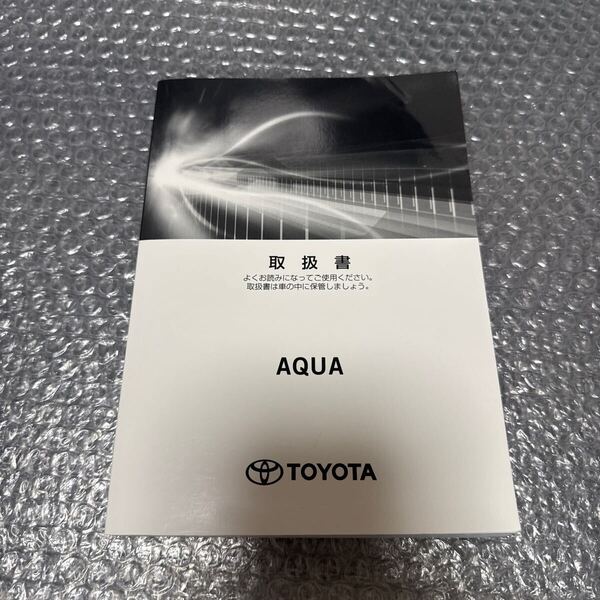 取扱書
よくお読みになってご使用ください。
取扱書は車の中に保管しましょう。
AQUA
TOYOTA